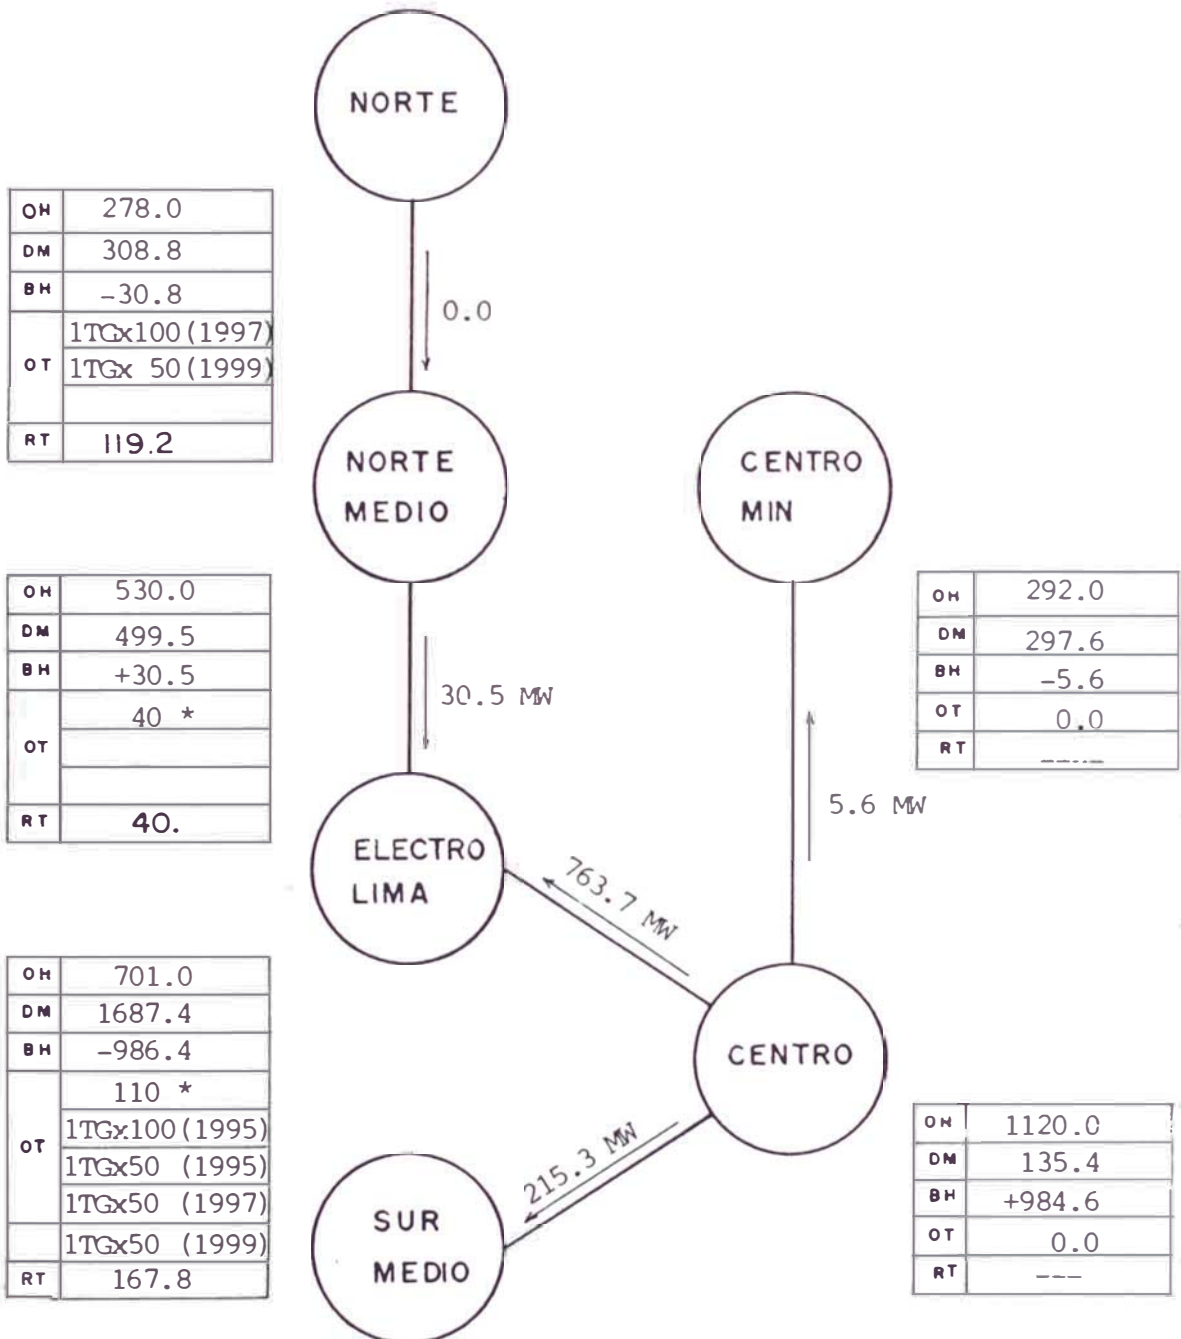 NORTE
OH 278.0
DM 308.8
BH -30.8
OT 1TGx100(1997)
1TGx 50(1999)
RT 119.2
0.0
NORTE
MEDIO
CENTRO
MIN
OH 530.0
DM 499.5
BH +30.5
OT 40 *
RT 40.
30.5 MW
OH 292.0
DM 297.6
BH -5.6
OT 0.0
RT -----
5.6 MW
ELECTRO
LIMA
763.7 MW
OH 701.0
DM 1687.4
BH -986.4
OT 110 *
1TGx100(1995)
1TGx50 (1995)
1TGx50 (1997)
1TGx50 (1999)
RT 167.8
CENTRO
215.3 MW
SUR
MEDIO
OH 1120.0
DM 135.4
BH +984.6
OT 0.0
RT ---